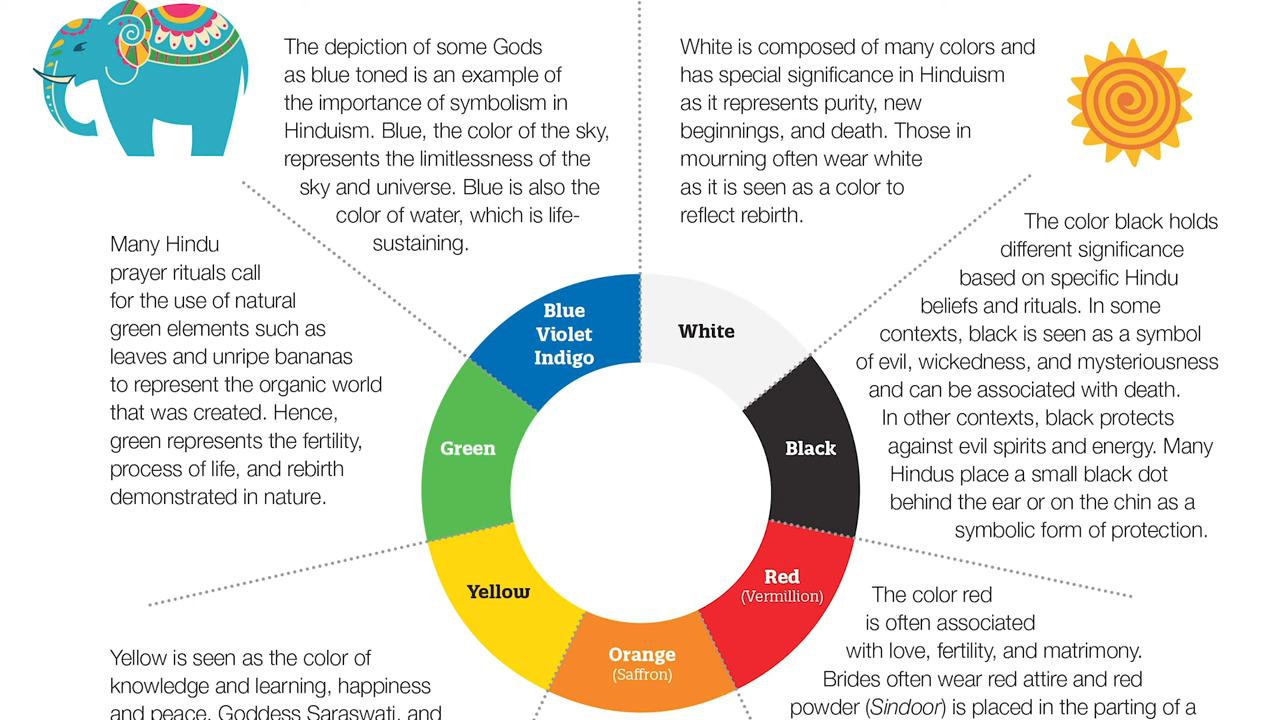 The depiction of some Gods
as blue toned is an example of
the importance of symbolism in
Hinduism. Blue, the color of the sky,
represents the limitlessness of the
sky and universe. Blue is also the
color of water, which is life-
sustaining.
White is composed of many colors and
has special significance in Hinduism
as it represents purity, new
beginnings, and death. Those in
mourning often wear white
as it is seen as a color to
reflect rebirth.
Many Hindu
prayer rituals call
for the use of natural
green elements such as
leaves and unripe bananas
to represent the organic world
that was created. Hence,
green represents the fertility,
process of life, and rebirth
demonstrated in nature.
The color black holds
different significance
based on specific Hindu
beliefs and rituals. In some
contexts, black is seen as a symbol
of evil, wickedness, and mysteriousness
and can be associated with death.
In other contexts, black protects
against evil spirits and energy. Many
Hindus place a small black dot
behind the ear or on the chin as a
symbolic form of protection.
Blue
Violet
Indigo
White
Green
Black
Yellow
Red
(Vermillion)
Orange
(Saffron)
Yellow is seen as the color of
knowledge and learning, happiness
and peace. Goddess Saraswati, and
The color red
is often associated
with love, fertility, and matrimony.
Brides often wear red attire and red
powder (Sindoor) is placed in the parting of a